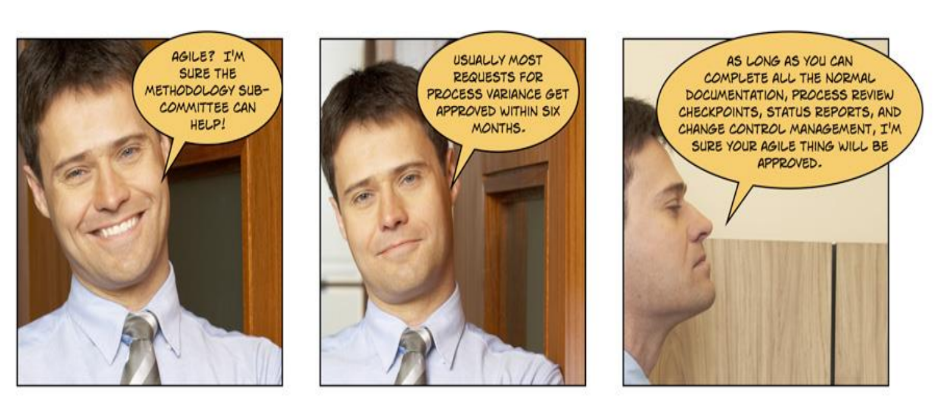 AGILE? I'M
SURE THE
METHODOLOGY SUB-
COMMITTEE CAN
HELP!
USUALLY MOST
REQUESTS FOR
PROCESS VARIANCE GET
APPROVED WITHIN SIX
MONTHS.
AS LONG AS YOU CAN
COMPLETE ALL THE NORMAL
DOCUMENTATION, PROCESS REVIEW
CHECKPOINTS, STATUS REPORTS, AND
CHANGE CONTROL MANAGEMENT, I'M
SURE YOUR AGILE THING WILL BE
APPROVED.